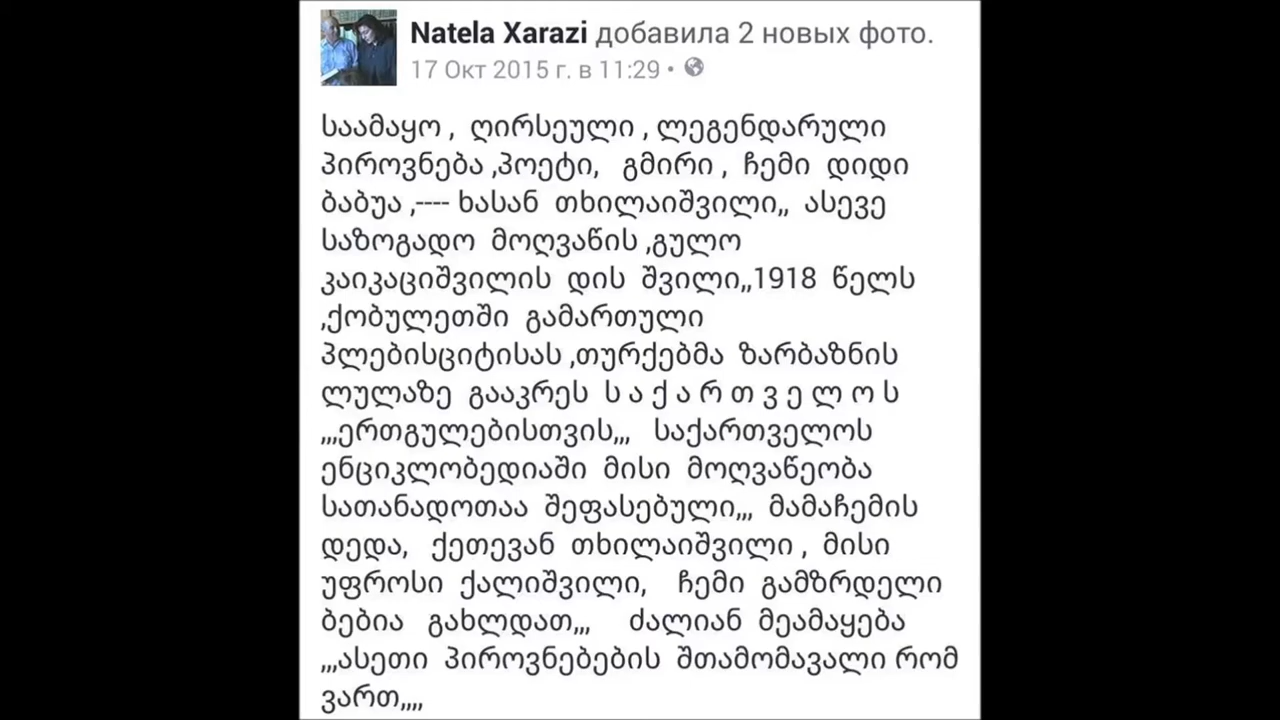 Natela Xarazi добавила 2 новых фото.
17 Окт 2015 г. в 11:29 •
საამაყო , ღირსეული , ლეგენდარული
პიროვნება ,პოეტი, გმირი , ჩემი დიდი
ბაბუა ,---- ხასან თხილაიშვილი,, ასევე
საზოგადო მოღვაწის ,გულო
კაიკაციშვილის დის შვილი,,1918 წელს
,ქობულეთში გამართული
პლებისციტისას ,თურქებმა ზარბაზნის
ლულაზე გააკრეს ს ა ქ ა რ თ ვ ე ლ ო ს
,,,ერთგულებისთვის,,, საქართველოს
ენციკლობედიაში მისი მოღვაწეობა
სათანადოთაა შეფასებული,,, მამაჩემის
დედა, ქეთევან თხილაიშვილი , მისი
უფროსი ქალიშვილი, ჩემი გამზრდელი
ბებია გახლდათ,,, ძალიან მეამაყება
,,,ასეთი პიროვნებების შთამომავალი რომ
ვართ,,,,